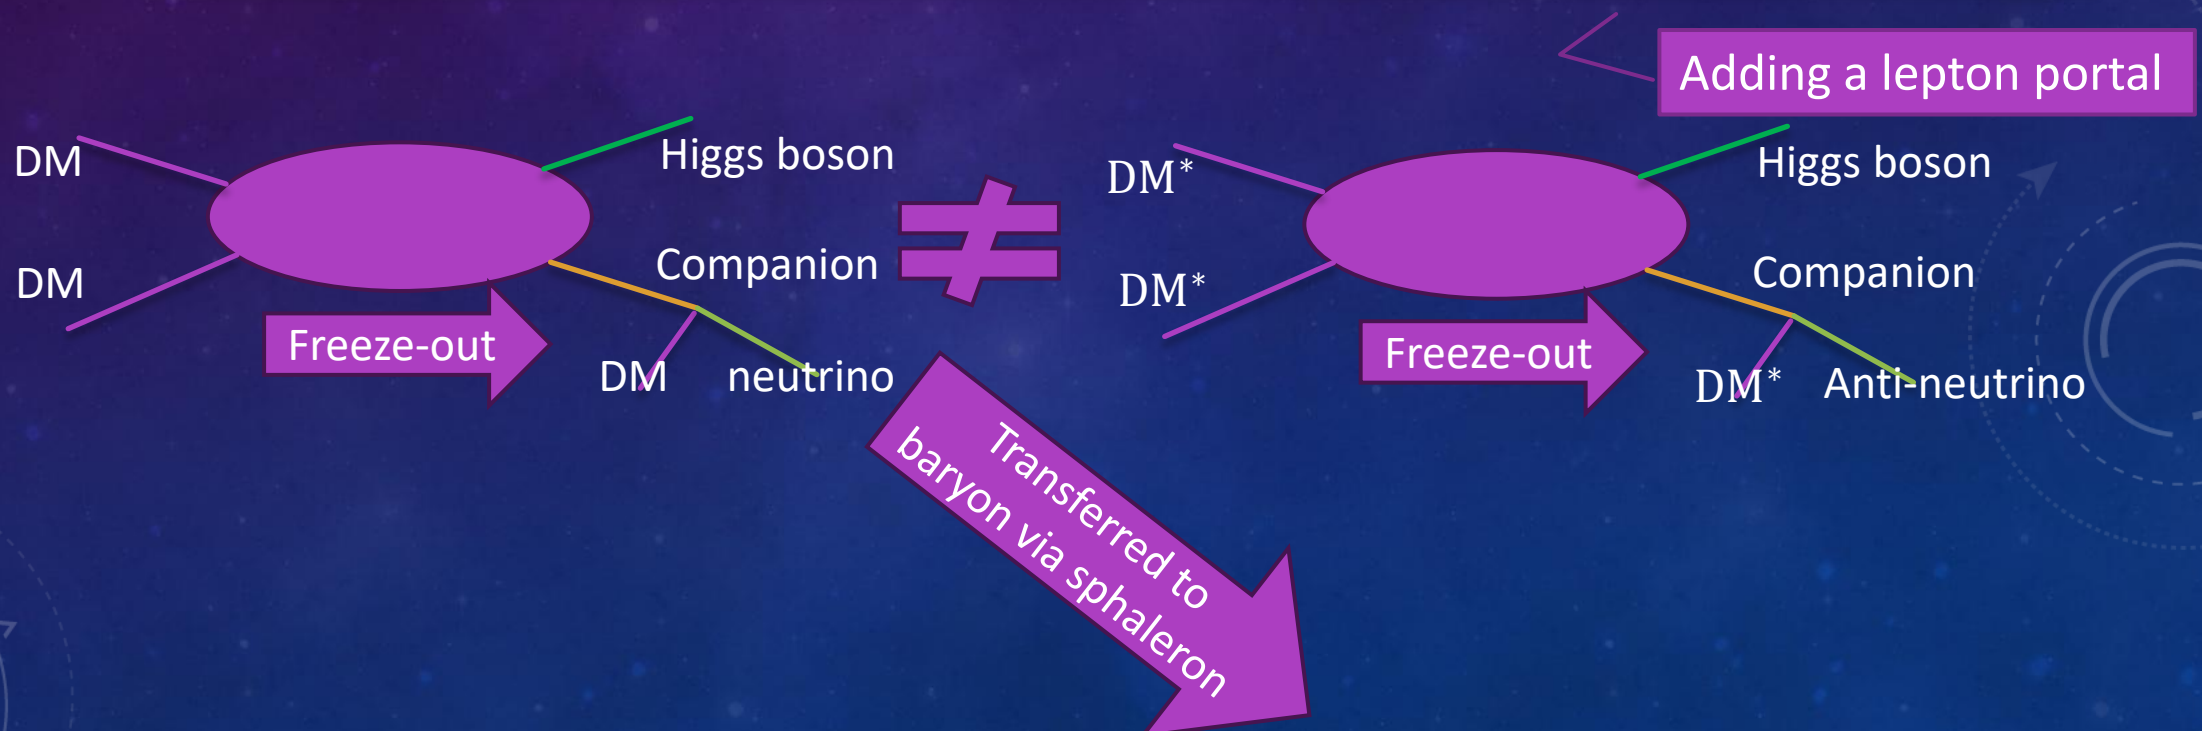 Adding a lepton portal
DM
Higgs boson
DM
Companion
Freeze-out
DM
neutrino
DM*
Higgs boson
DM*
Companion
Freeze-out
DM*
Anti-neutrino
Transferred to
baryon via sphaleron